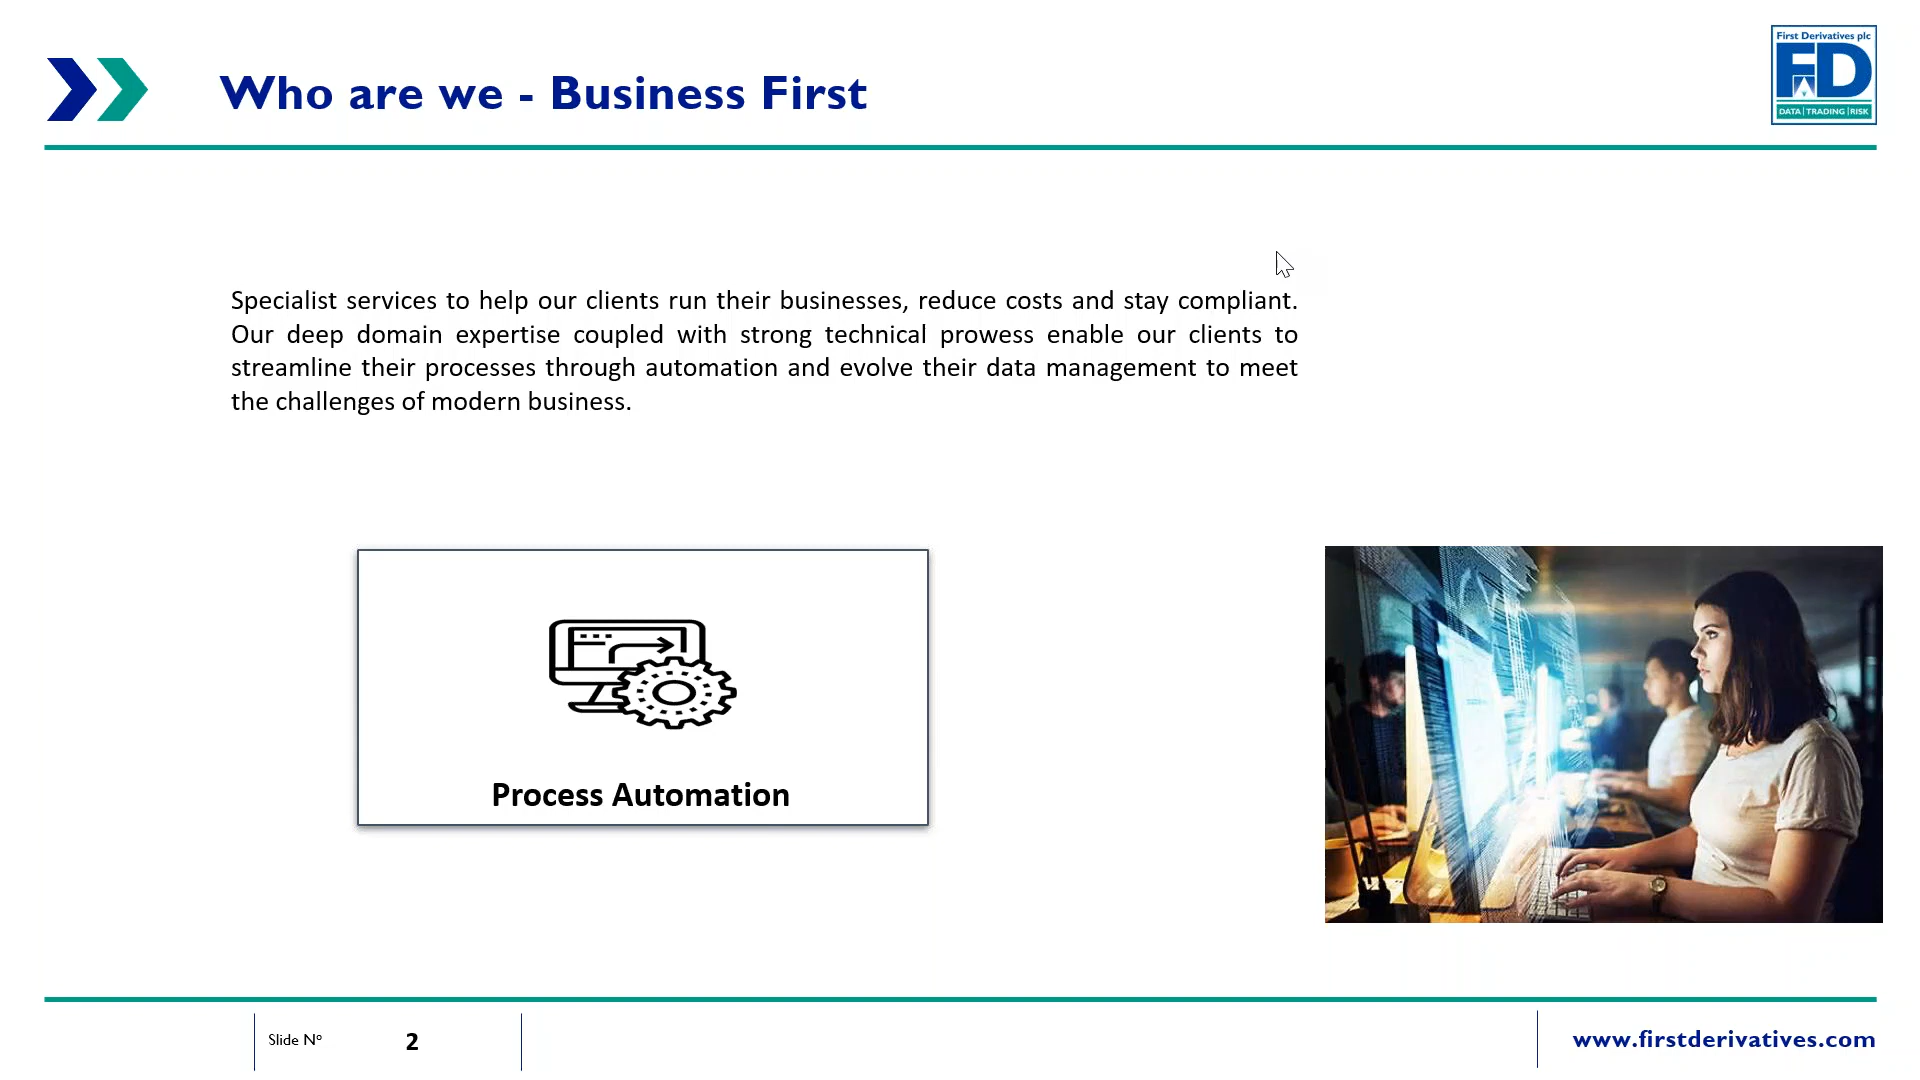 Who are we - Business First
First Derivatives plc
FD
DATA | TRADING | RISK
Specialist services to help our clients run their businesses, reduce costs and stay compliant.
Our deep domain expertise coupled with strong technical prowess enable our clients to
streamline their processes through automation and evolve their data management to meet
the challenges of modern business.
Process Automation
Slide Nº 2
www.firstderivatives.com